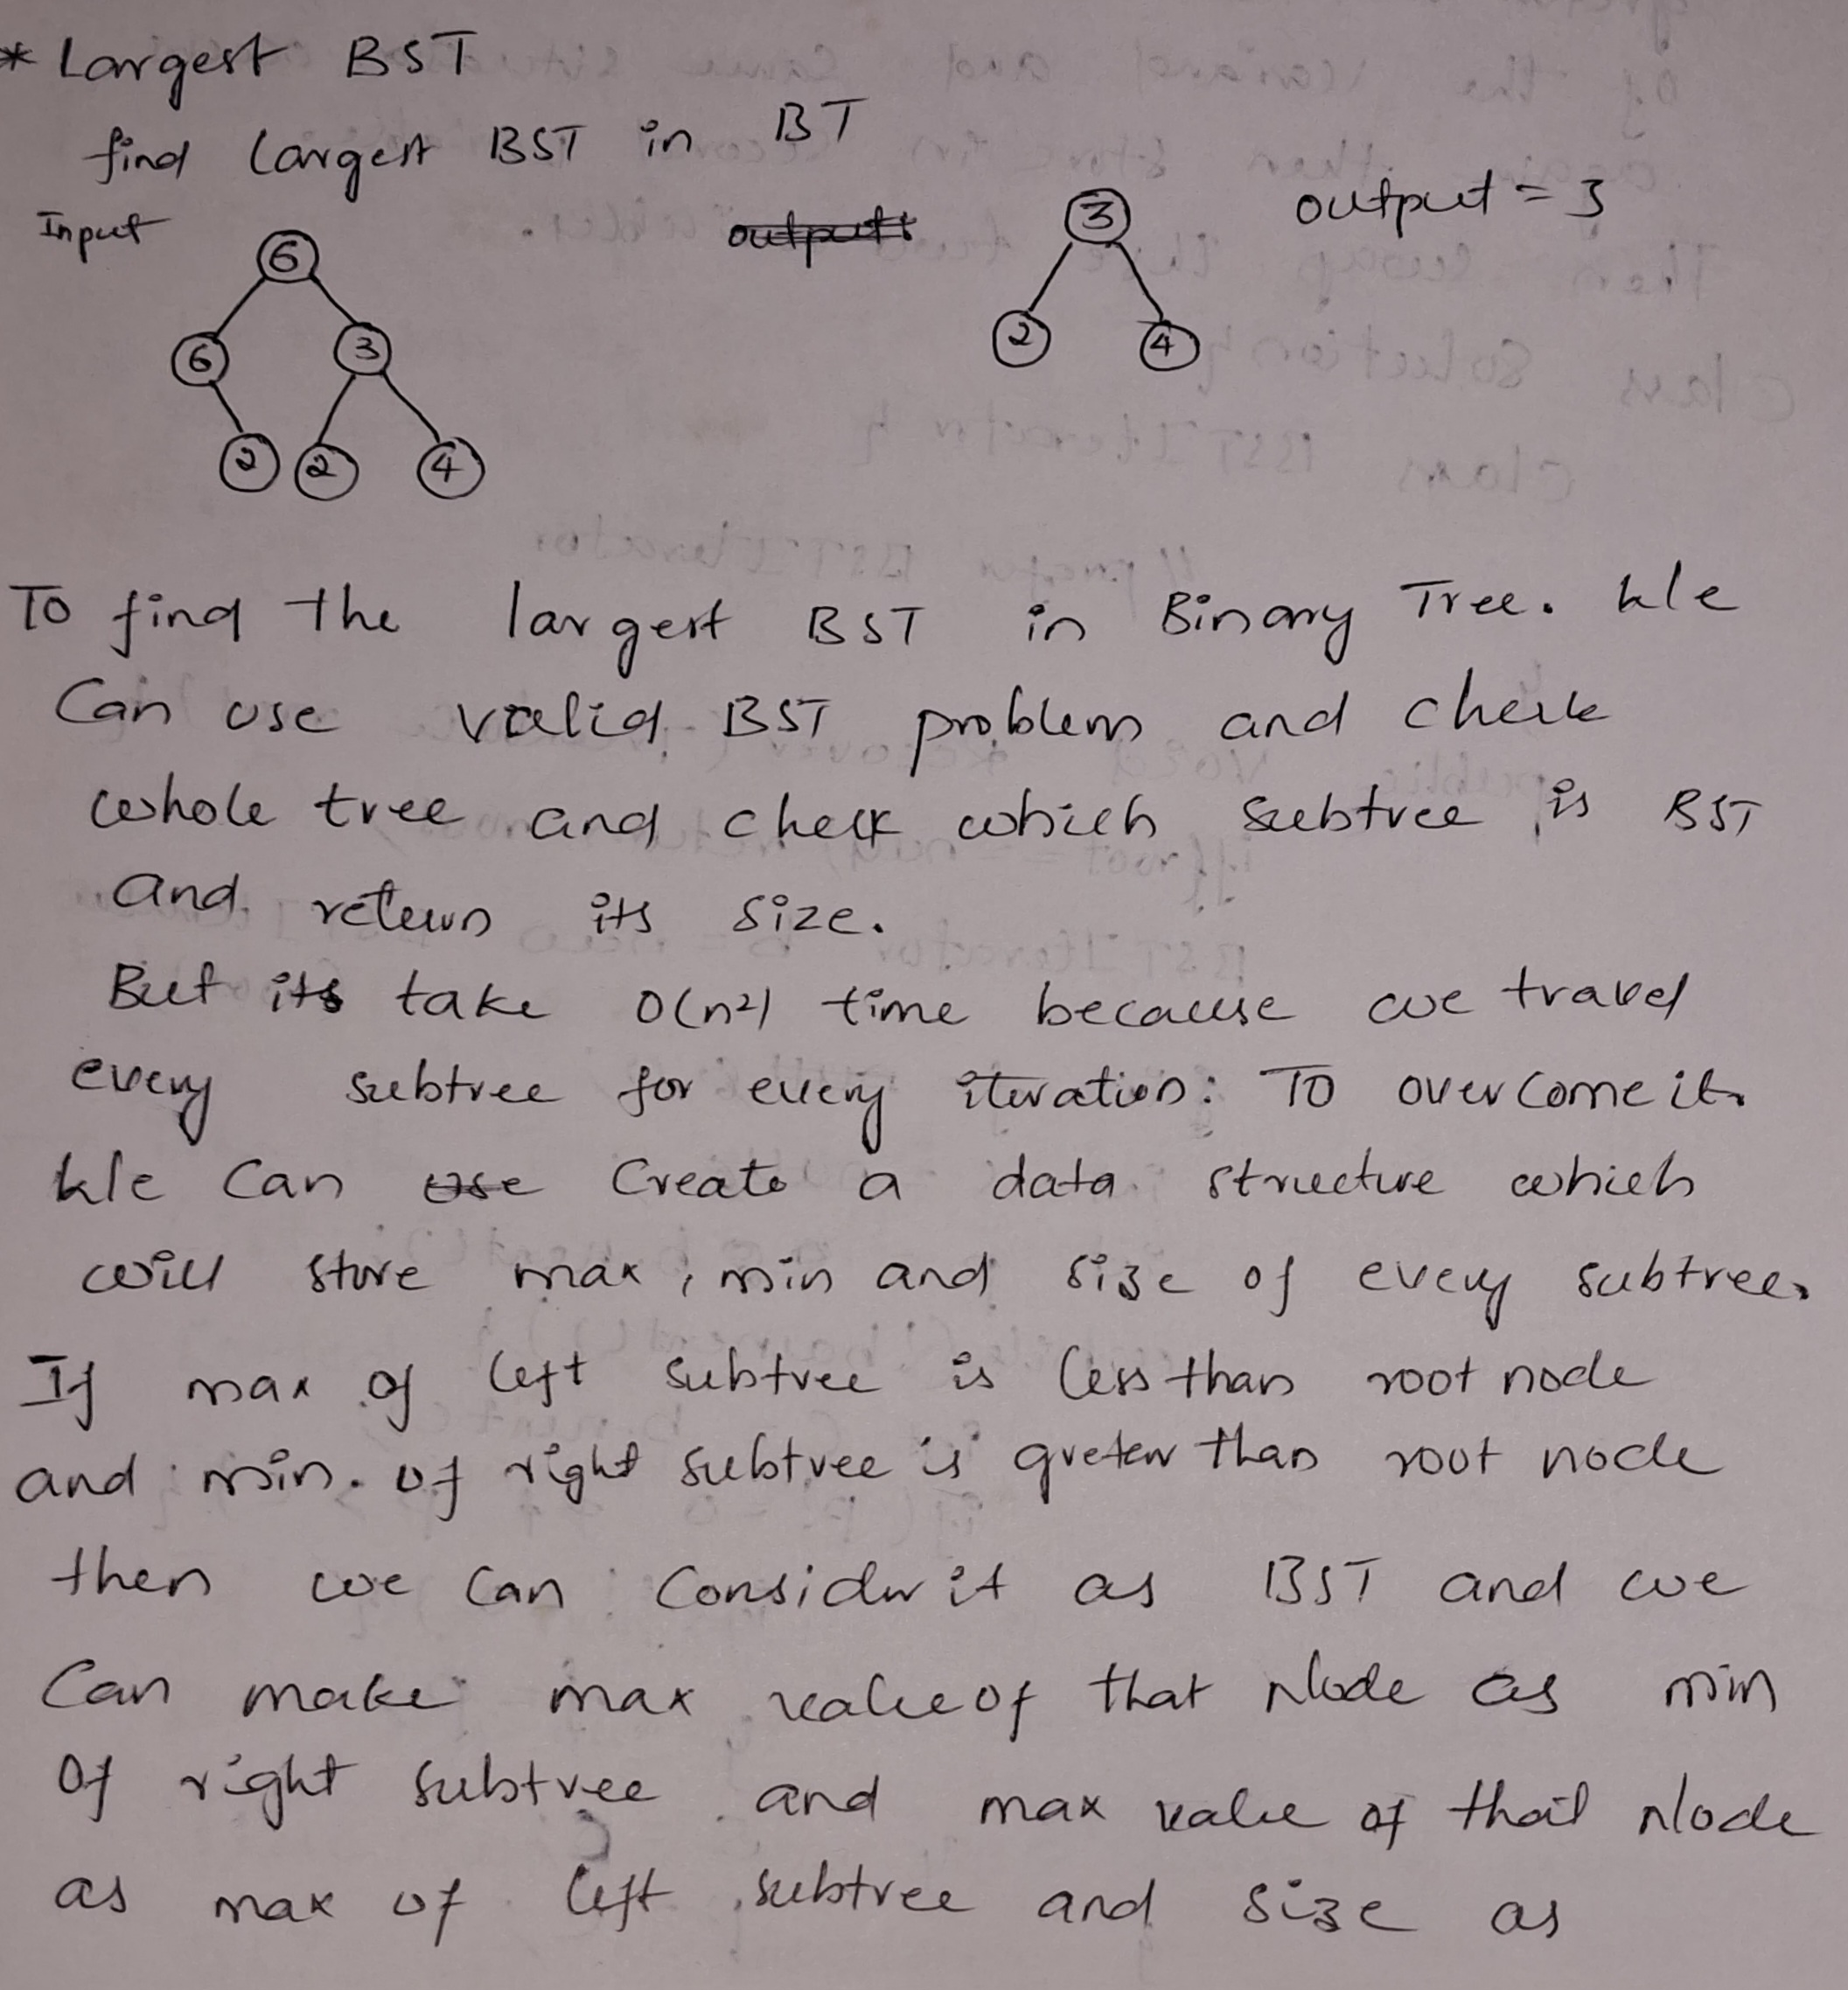 * Largest BST
find largest BST in BT
Input
output:
output = 3
6
6 3
2 2 4
3
2 4
To find the largest BST in Binary Tree. We
Can use valid BST problem and check
whole tree and check which subtree is BST
and return its size.
But its take O(n2) time because we travel
every subtree for every iteration. To overcome it.
We Can use Create a data structure which
will store max, min and size of every subtree.
If max of left subtree is less than root node
and min. of right subtree is greter than root node
then we can Consider it as BST and we
Can make max value of that Node as min
Of right subtree and max value of that Node
as max of left subtree and size as